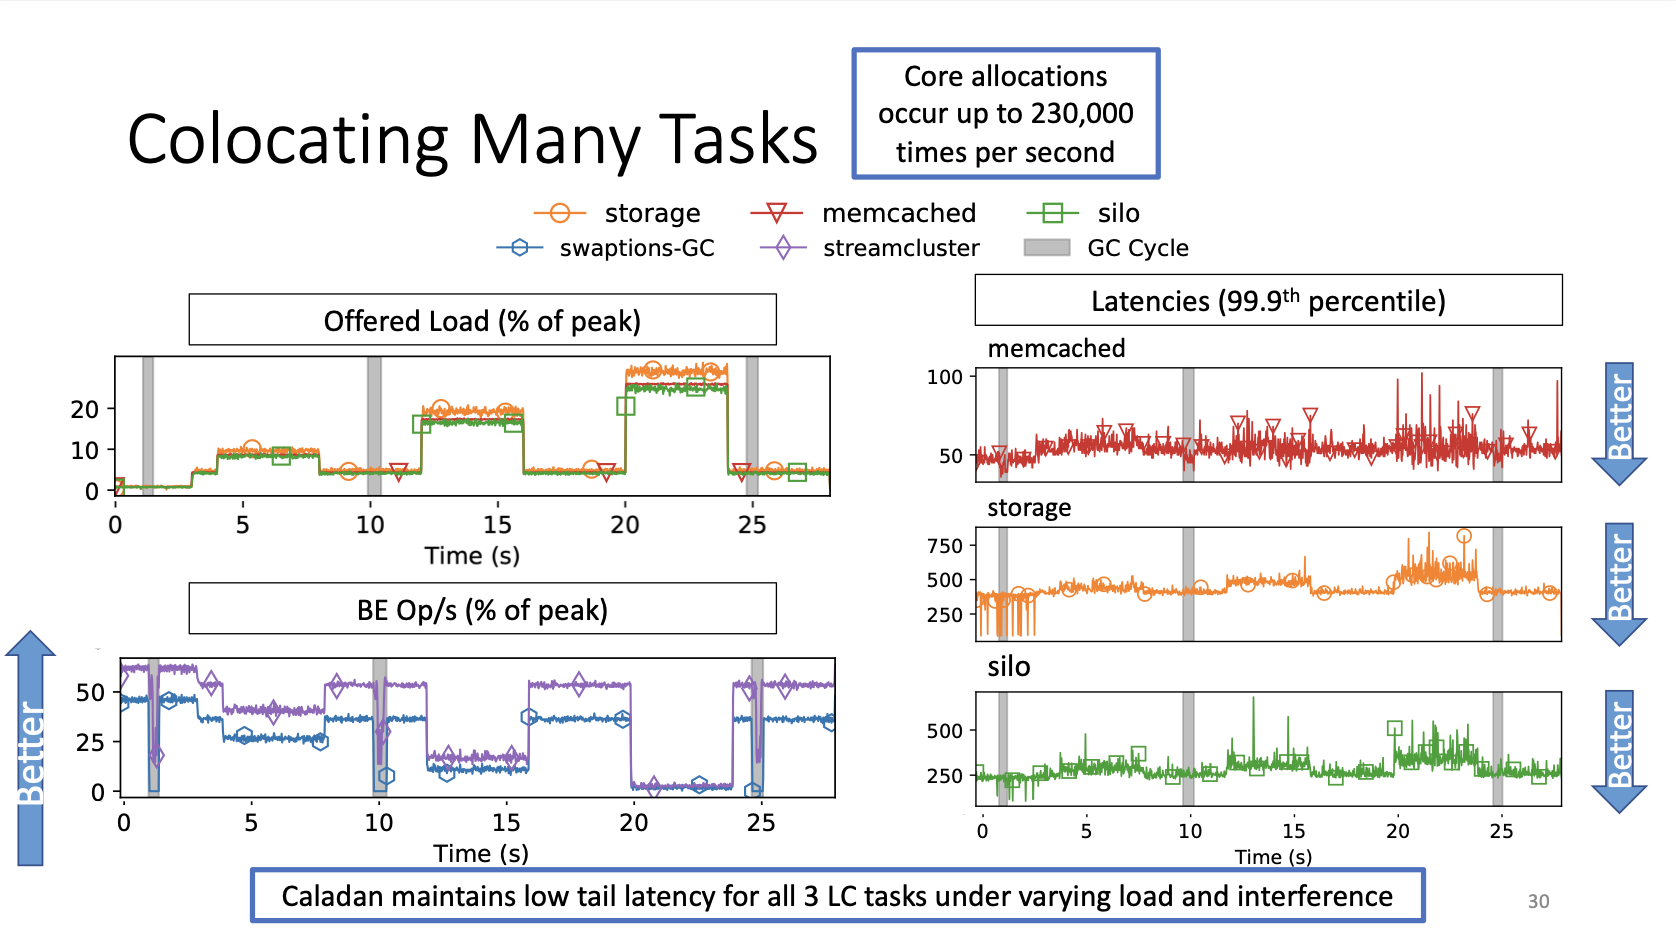 Core allocations
occur up to 230,000
times per second
Colocating Many Tasks
storage memcached silo
swaptions-GC streamcluster GC Cycle
Offered Load (% of peak)
20
10
0
0 5 10 15 20 25
Time (s)
BE Op/s (% of peak)
Better
50
25
0
0 5 10 15 20 25
Time (s)
Latencies (99.9th percentile)
memcached
100
50
Better
storage
750
500
250
Better
silo
500
250
Better
0 5 10 15 20 25
Time (s)
Caladan maintains low tail latency for all 3 LC tasks under varying load and interference
30